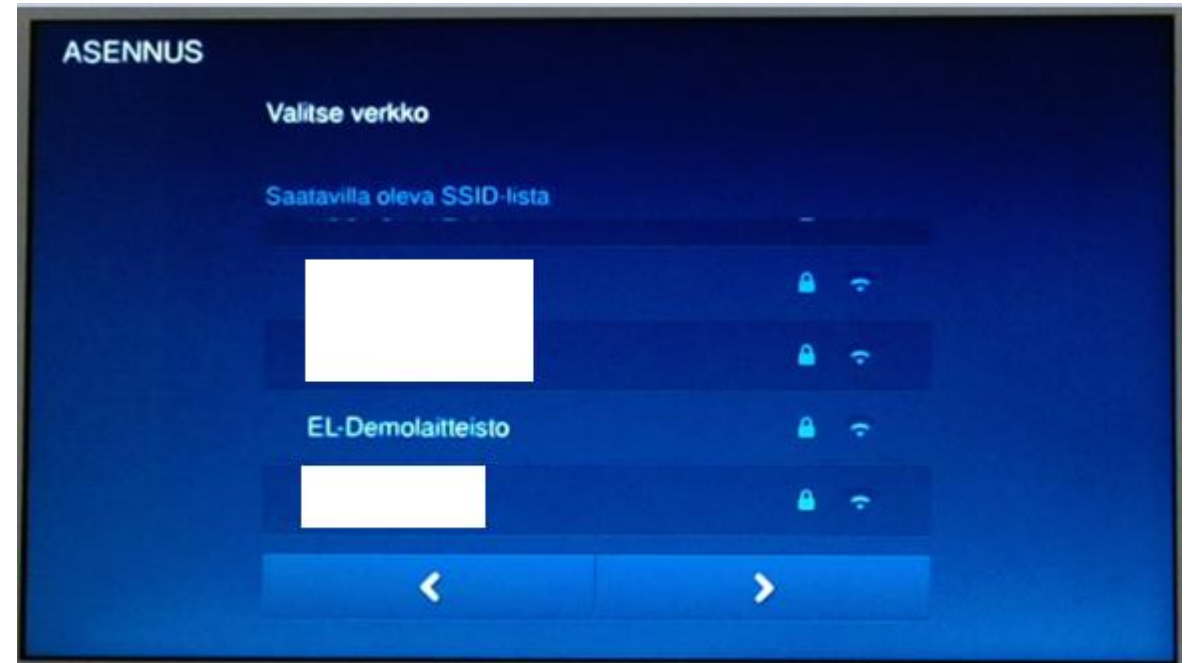 ASENNUS
Valitse verkko
Saatavilla oleva SSID-lista
EL-Demolaitteisto